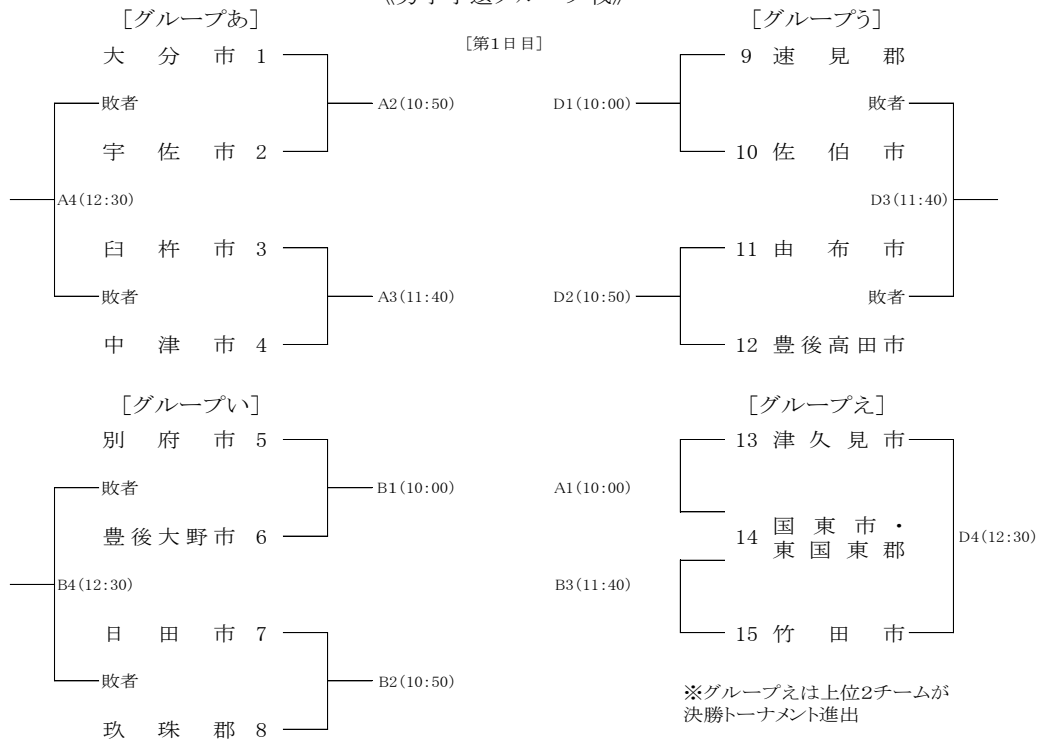 [グループあ]
[グループう]
[第1日目]
大分市 1
敗者
A2(10:50)
宇佐市 2
A4(12:30)
臼杵市 3
敗者
A3(11:40)
中津市 4
9 速見郡
D1(10:00)
敗者
10 佐伯市
D3(11:40)
11 由布市
D2(10:50)
敗者
12 豊後高田市
[グループい]
別府市 5
敗者
B1(10:00)
豊後大野市 6
B4(12:30)
日田市 7
敗者
B2(10:50)
玖珠郡 8
[グループえ]
13 津久見市
A1(10:00)
14 国東市・
東国東郡
D4(12:30)
B3(11:40)
15 竹田市
※グループえは上位2チームが
決勝トーナメント進出